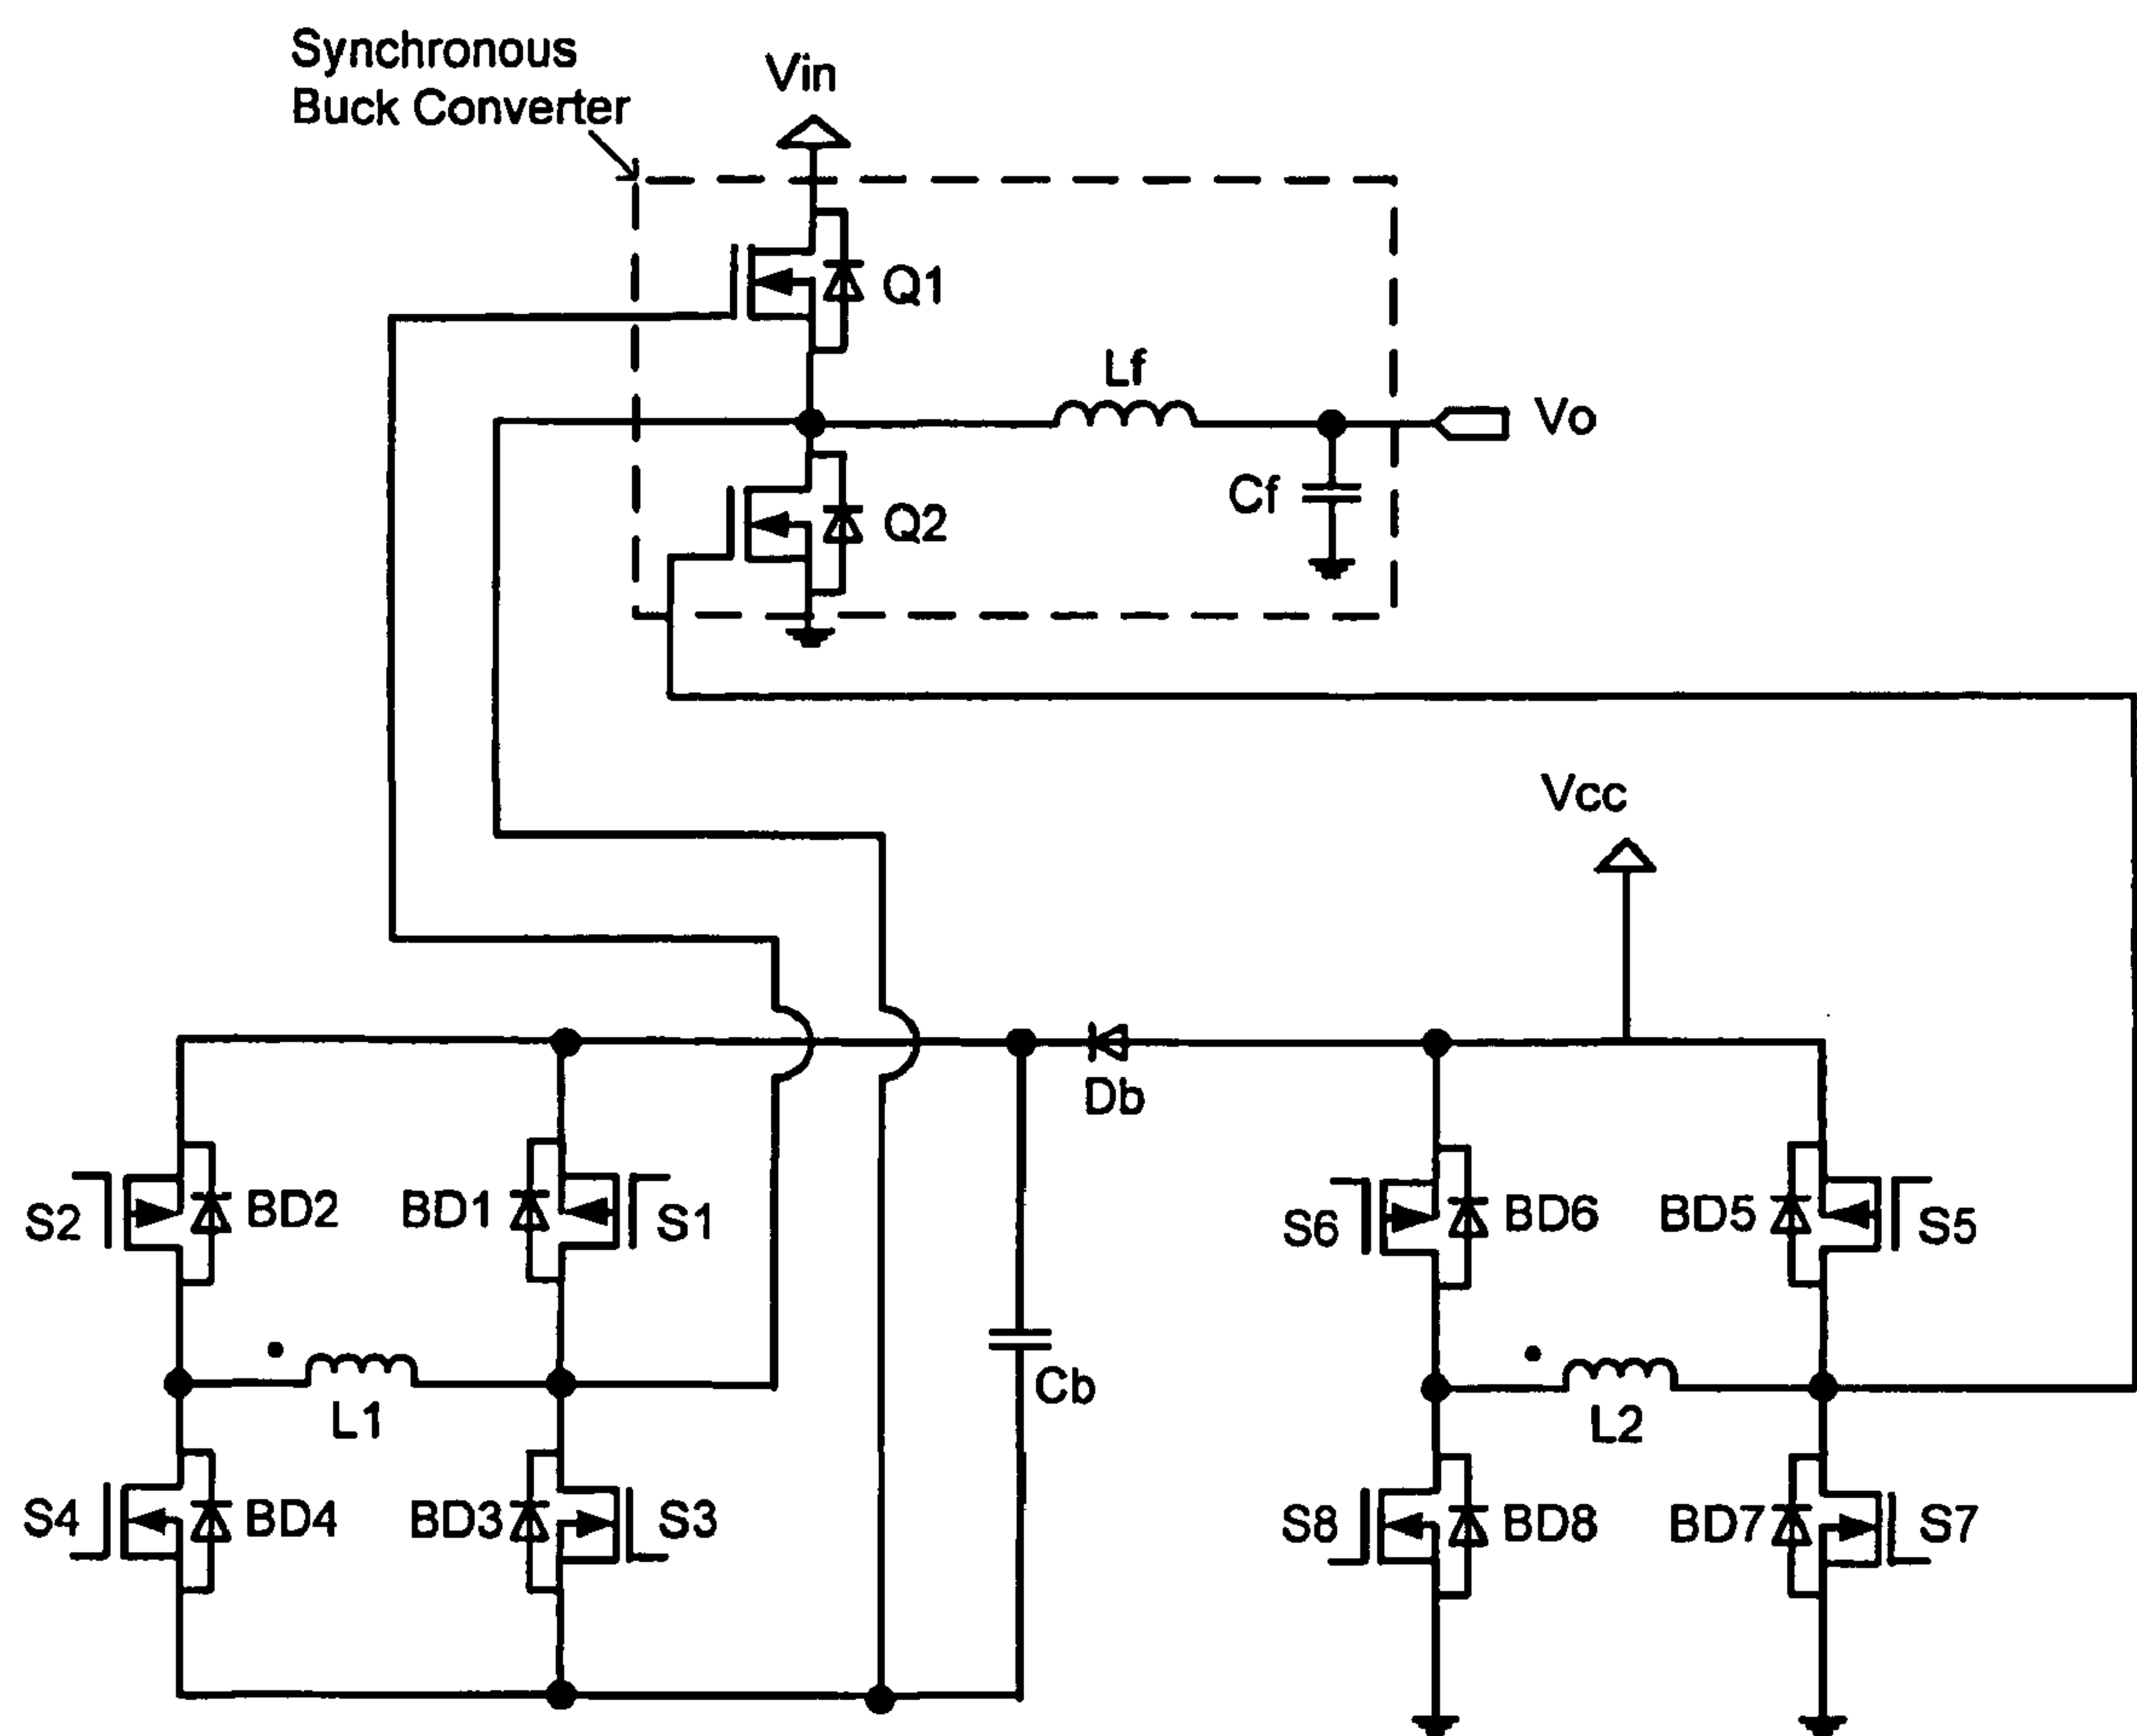 Synchronous
Buck Converter
Vin
Q1
Lf
Vo
Cf
Q2
Vcc
Db
S2
BD2
BD1
S1
S6
BD6
BD5
S5
L1
Cb
L2
S4
BD4
BD3
S3
S8
BD8
BD7
S7